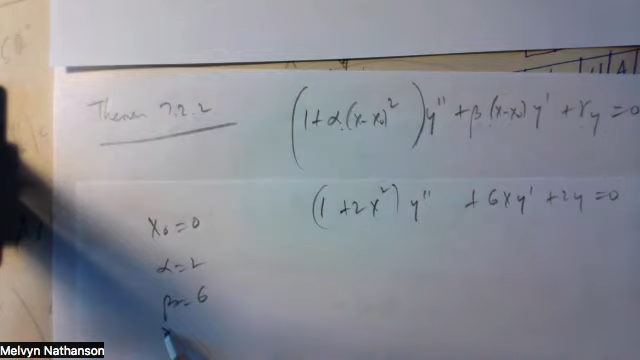 Theorem 7.2.2
(1 + α(x-x₀)²) y'' + β(x-x₀) y' + γy = 0
(1 + 2x²) y'' + 6xy' + 2y = 0
x₀ = 0
α = 2
β = 6
Melvyn Nathanson